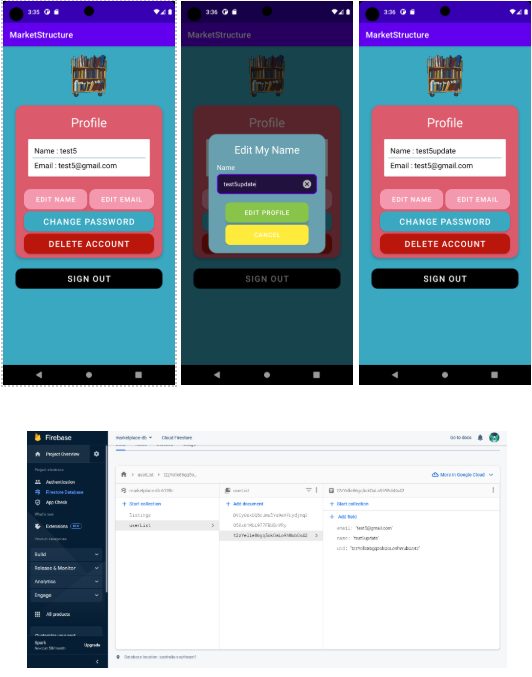 3:35
MarketStructure
Profile
Name : test5
Email : test5@gmail.com
EDIT NAME EDIT EMAIL
CHANGE PASSWORD
DELETE ACCOUNT
SIGN OUT
3:36
MarketStructure
Profile
Edit My Name
Name
test5update
EDIT PROFILE
CANCEL
SIGN OUT
3:36
MarketStructure
Profile
Name : test5update
Email : test5@gmail.com
EDIT NAME EDIT EMAIL
CHANGE PASSWORD
DELETE ACCOUNT
SIGN OUT
Firebase
Project Overview
Authentication
Firestore Database
App Check
What's new
Extensions
Build
Release & Monitor
Analytics
Engage
All products
Spark
Upgrade
Cloud Firestore
Go to docs
More in Google Cloud
userList
+ Start collection
listings
userList
userList
+ Add document
+ Start collection
+ Add field
email: "test5@gmail.com"
name: "test5update"
uid: